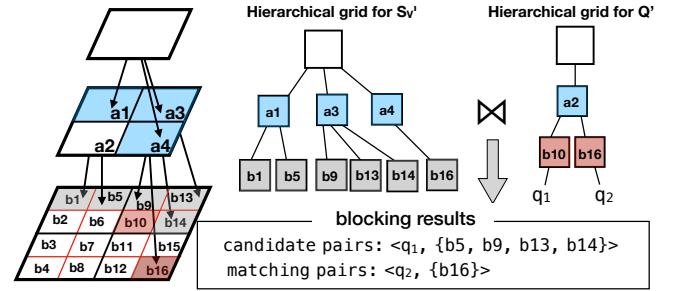 Hierarchical grid for Sv'
Hierarchical grid for Q’
a1 a3
a2 a4
b1 b5 b9 b13
b2 b6 b10 b14
b3 b7 b11 b15
b4 b8 b12 b16
a1 a3 a4
b1 b5 b9 b13 b14 b16
⋈
a2
b10 b16
q1 q2
blocking results
candidate pairs: <q1, {b5, b9, b13, b14}>
matching pairs: <q2, {b16}>